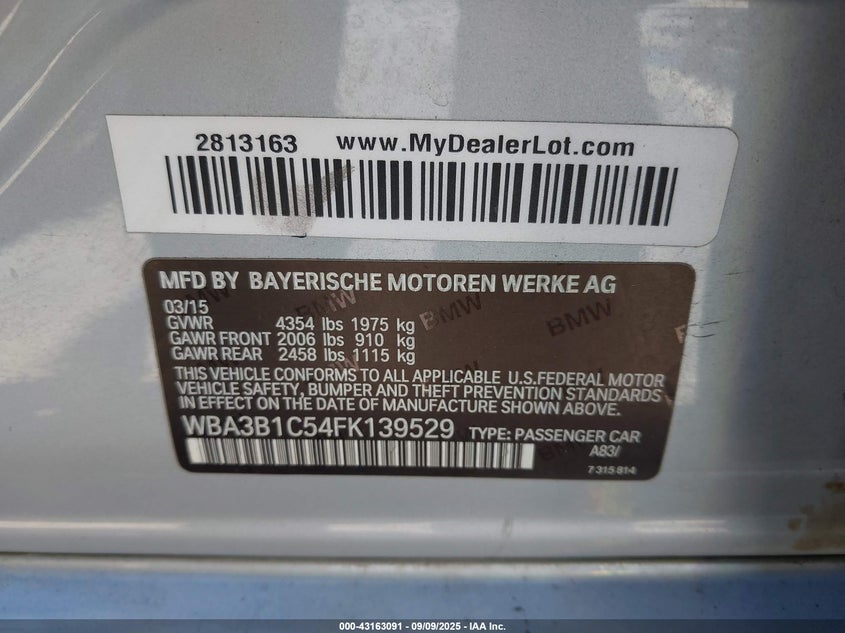 2813163 www.MyDealerLot.com
MFD BY BAYERISCHE MOTOREN WERKE AG
03/15
GVWR 4354 lbs 1975 kg
GAWR FRONT 2006 lbs 910 kg
GAWR REAR 2458 lbs 1115 kg
THIS VEHICLE CONFORMS TO ALL APPLICABLE U.S.FEDERAL MOTOR
VEHICLE SAFETY, BUMPER AND THEFT PREVENTION STANDARDS
IN EFFECT ON THE DATE OF MANUFACTURE SHOWN ABOVE.
WBA3B1C54FK139529 TYPE: PASSENGER CAR
A83/
7 315 814
BMW
BMW
BMW
000-43163091 - 09/09/2025 - IAA Inc.